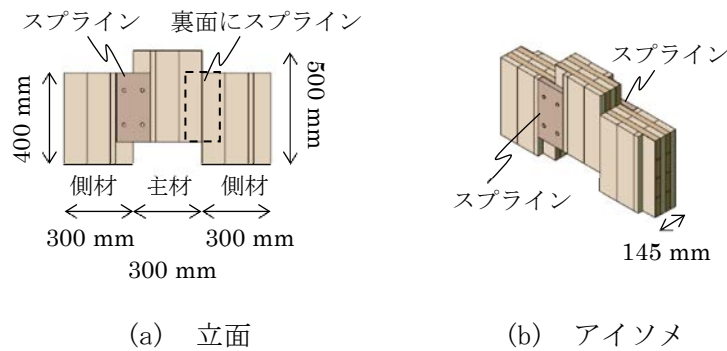 スプライン 裏面にスプライン
400 mm
500 mm
側材 主材 側材
300 mm 300 mm
300 mm
(a) 立面
スプライン
スプライン
145 mm
(b) アイソメ